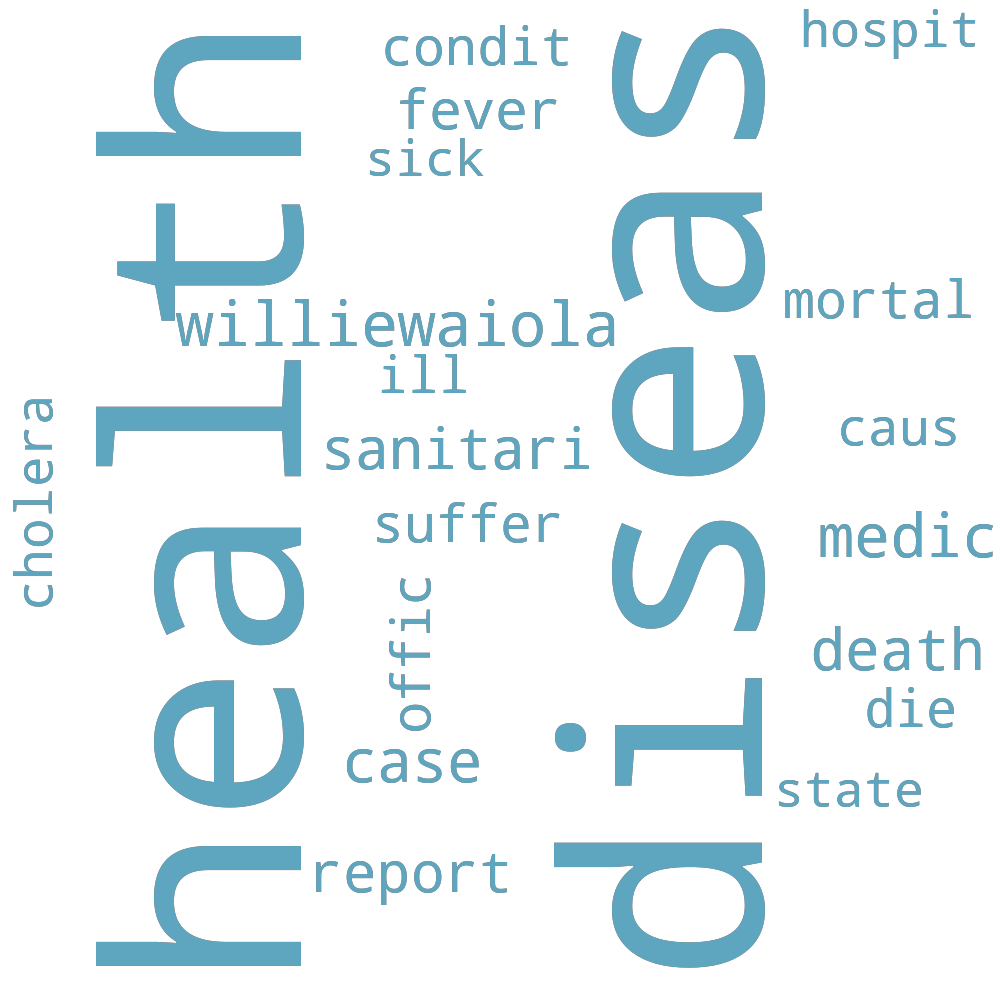 health
diseas
condit
hospit
fever
sick
williewaiola
mortal
ill
cholera
sanitari
caus
suffer
medic
offic
death
die
case
state
report